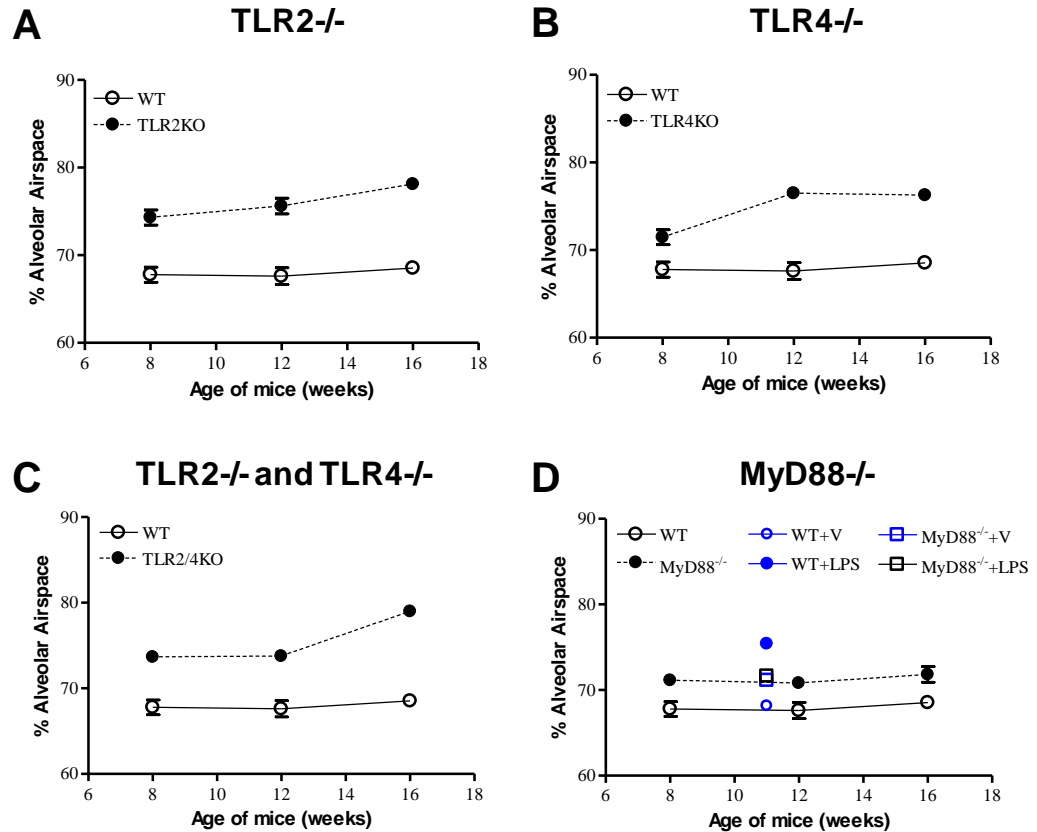 A
TLR2-/-
90
80
70
60
% Alveolar Airspace
WT
TLR2KO
6 8 10 12 14 16 18
Age of mice (weeks)
B
TLR4-/-
90
80
70
60
% Alveolar Airspace
WT
TLR4KO
6 8 10 12 14 16 18
Age of mice (weeks)
C
TLR2-/- and TLR4-/-
90
80
70
60
% Alveolar Airspace
WT
TLR2/4KO
6 8 10 12 14 16 18
Age of mice (weeks)
D
MyD88-/-
90
80
70
60
% Alveolar Airspace
WT WT+V MyD88-/-+V
MyD88-/- WT+LPS MyD88-/-+LPS
6 8 10 12 14 16 18
Age of mice (weeks)